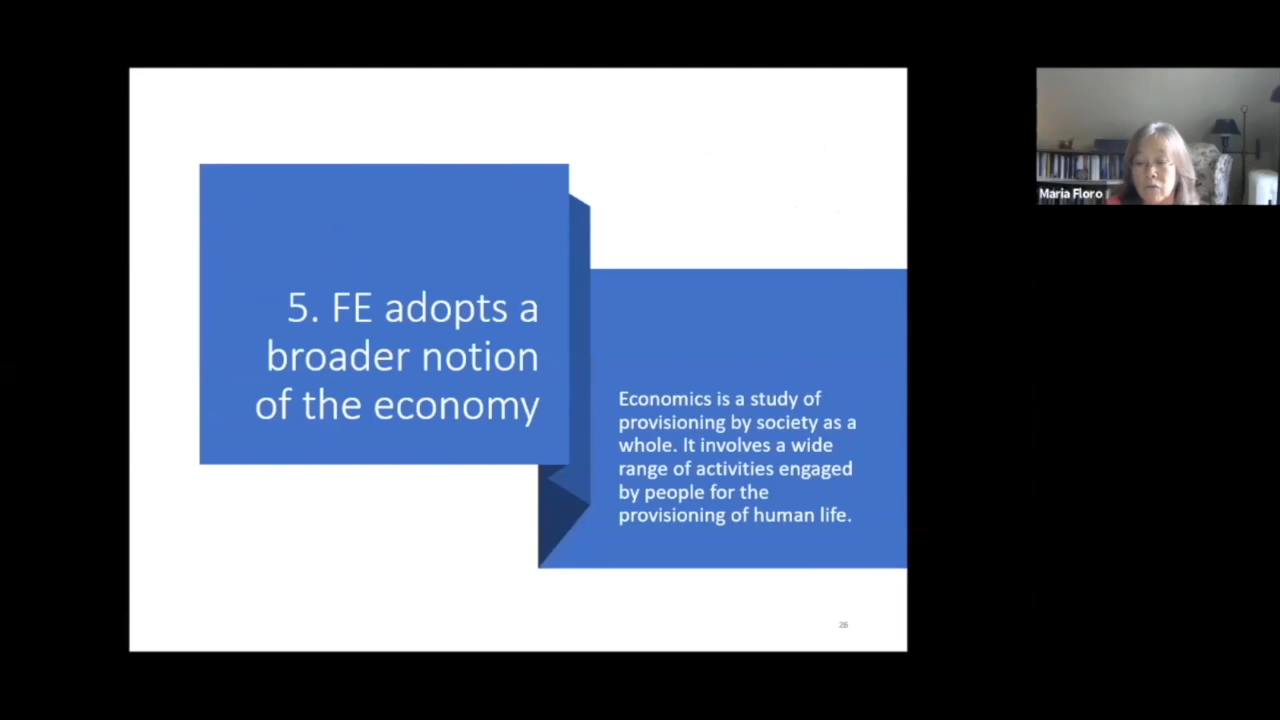 5. FE adopts a
broader notion
of the economy
Economics is a study of
provisioning by society as a
whole. It involves a wide
range of activities engaged
by people for the
provisioning of human life.
26
Maria Floro